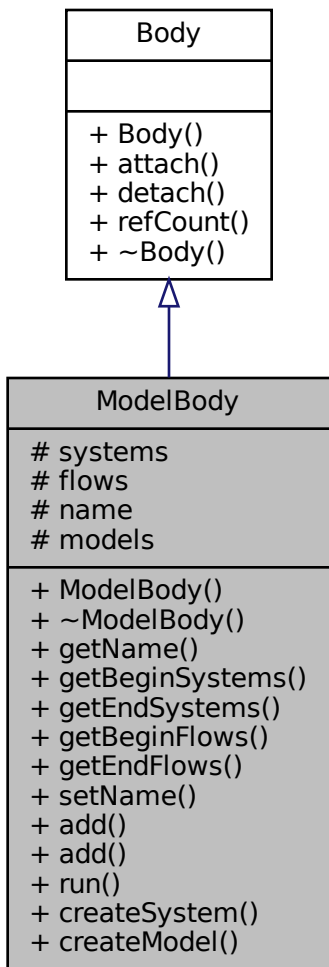 Body
+ Body()
+ attach()
+ detach()
+ refCount()
+ ~Body()
ModelBody
# systems
# flows
# name
# models
+ ModelBody()
+ ~ModelBody()
+ getName()
+ getBeginSystems()
+ getEndSystems()
+ getBeginFlows()
+ getEndFlows()
+ setName()
+ add()
+ add()
+ run()
+ createSystem()
+ createModel()